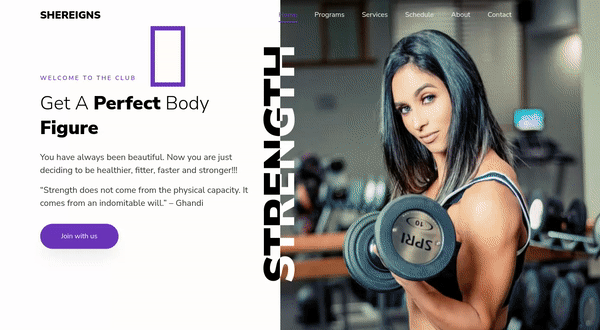 SHEREIGNS
Home Programs Services Schedule About Contact
WELCOME TO THE CLUB
Get A Perfect Body
Figure
You have always been beautiful. Now you are just
deciding to be healthier, fitter, faster and stronger!!!
“Strength does not come from the physical capacity. It
comes from an indomitable will.” – Ghandi
Join with us
STRENGTH
SPRI
10